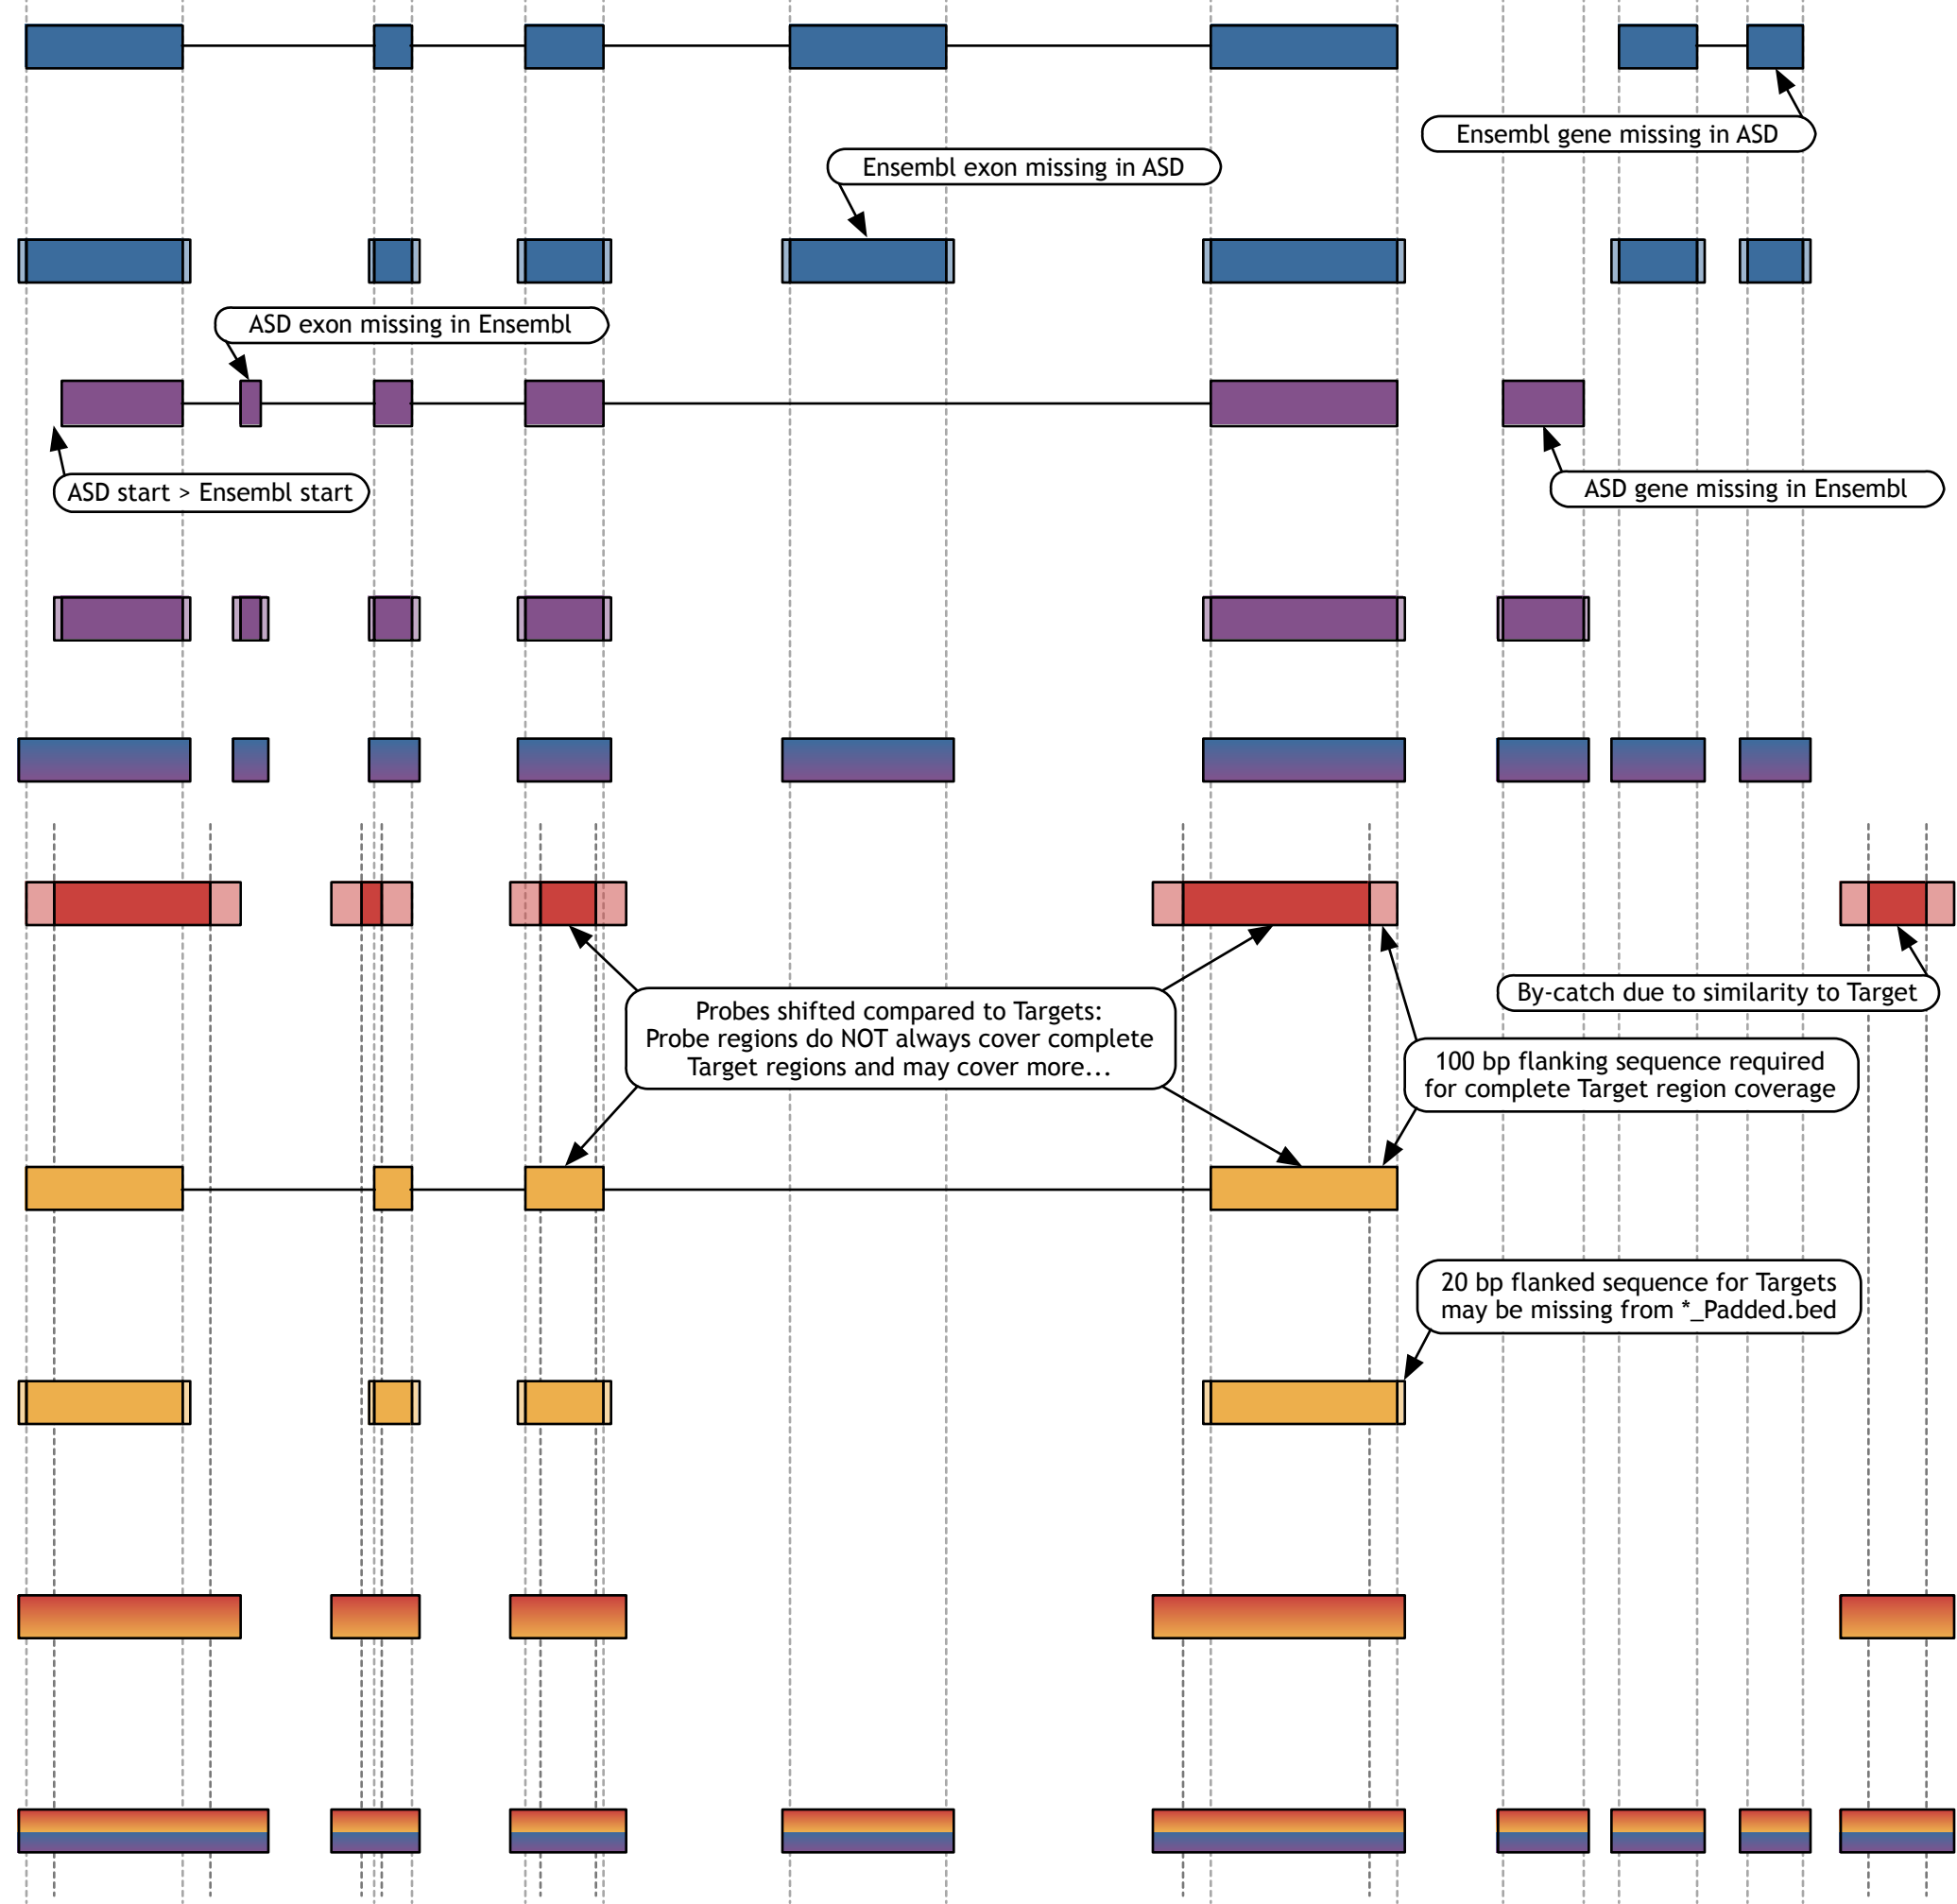 Ensembl gene missing in ASD
Ensembl exon missing in ASD
ASD exon missing in Ensembl
ASD start > Ensembl start
ASD gene missing in Ensembl
By-catch due to similarity to Target
Probes shifted compared to Targets:
Probe regions do NOT always cover complete
Target regions and may cover more...
100 bp flanking sequence required
for complete Target region coverage
20 bp flanked sequence for Targets
may be missing from *_Padded.bed